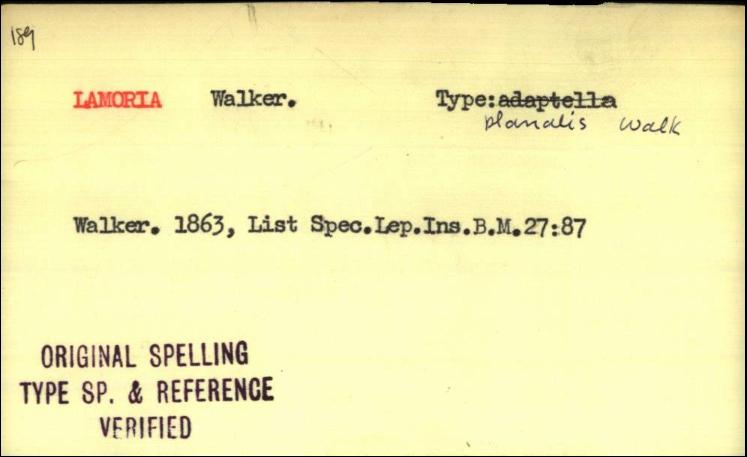 189
LAMORIA Walker. Type:adaptella
planalis Walk
Walker. 1863, List Spec.Lep.Ins.B.M.27:87
ORIGINAL SPELLING
TYPE SP. & REFERENCE
VERIFIED